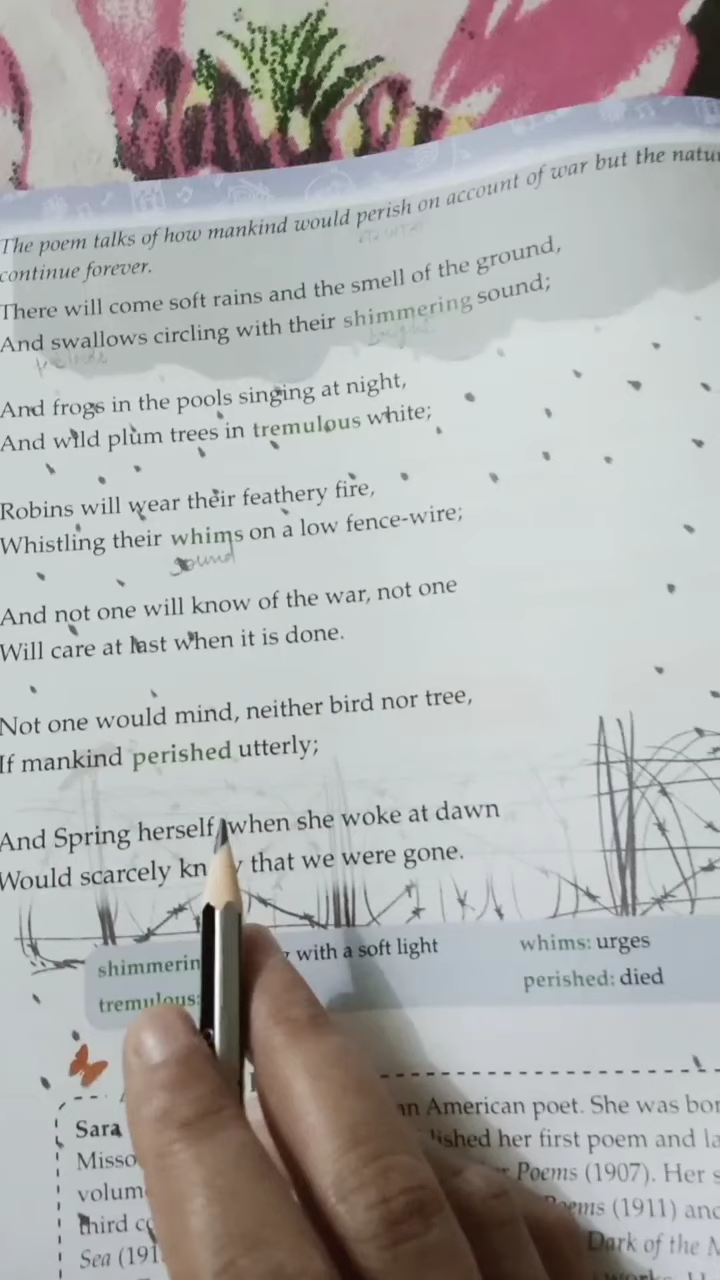 The poem talks of how mankind would perish on account of war but the natu
continue forever.
There will come soft rains and the smell of the ground,
And swallows circling with their shimmering sound;
And frogs in the pools singing at night,
And wild plum trees in tremulous white;
Robins will wear their feathery fire,
Whistling their whims on a low fence-wire;
sound
And not one will know of the war, not one
Will care at last when it is done.
Not one would mind, neither bird nor tree,
If mankind perished utterly;
And Spring herself, when she woke at dawn
Would scarcely kn that we were gone.
shimmerin with a soft light whims: urges
tremulous: perished: died
Sara an American poet. She was bor
Misso lished her first poem and la
volum Poems (1907). Her s
third c oems (1911) and
Sea (191 Dark of the M